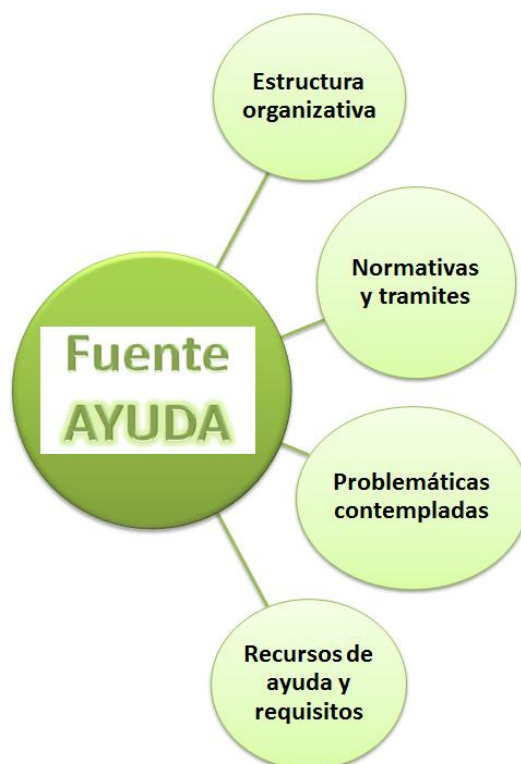 Estructura
organizativa
Normativas
y tramites
Fuente
AYUDA
Problemáticas
contempladas
Recursos de
ayuda y
requisitos